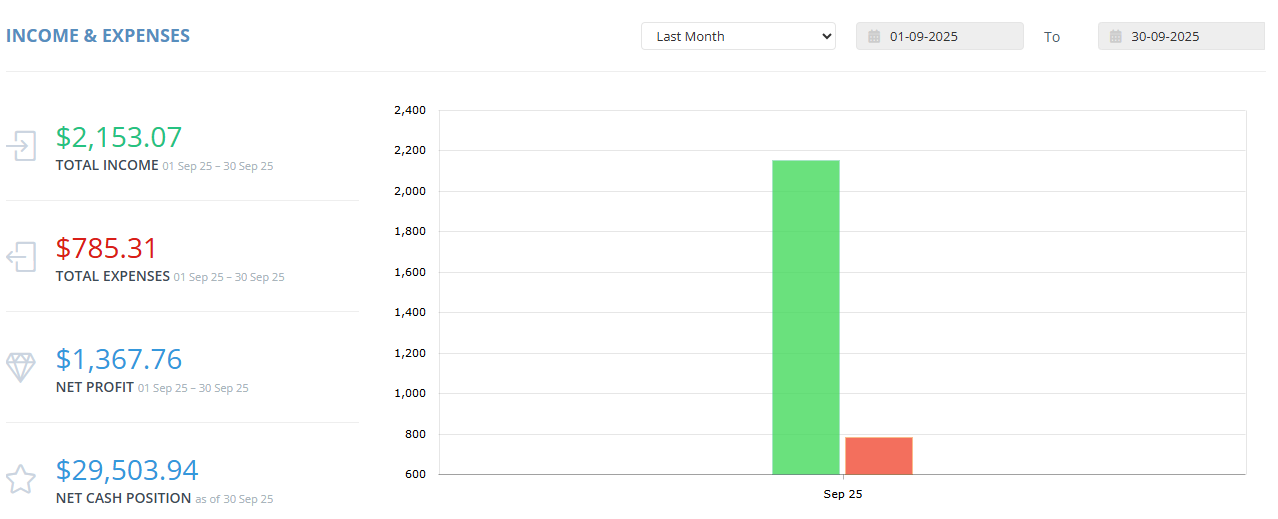 INCOME & EXPENSES
Last Month
01-09-2025
To
30-09-2025
$2,153.07
TOTAL INCOME 01 Sep 25 – 30 Sep 25
$785.31
TOTAL EXPENSES 01 Sep 25 – 30 Sep 25
$1,367.76
NET PROFIT 01 Sep 25 – 30 Sep 25
$29,503.94
NET CASH POSITION as of 30 Sep 25
2,400
2,200
2,000
1,800
1,600
1,400
1,200
1,000
800
600
Sep 25